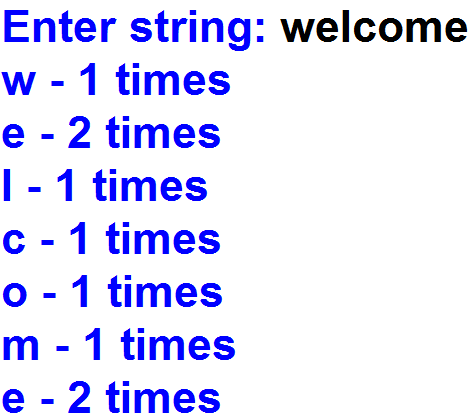 Enter string: welcome
w - 1 times
e - 2 times
l - 1 times
c - 1 times
o - 1 times
m - 1 times
e - 2 times